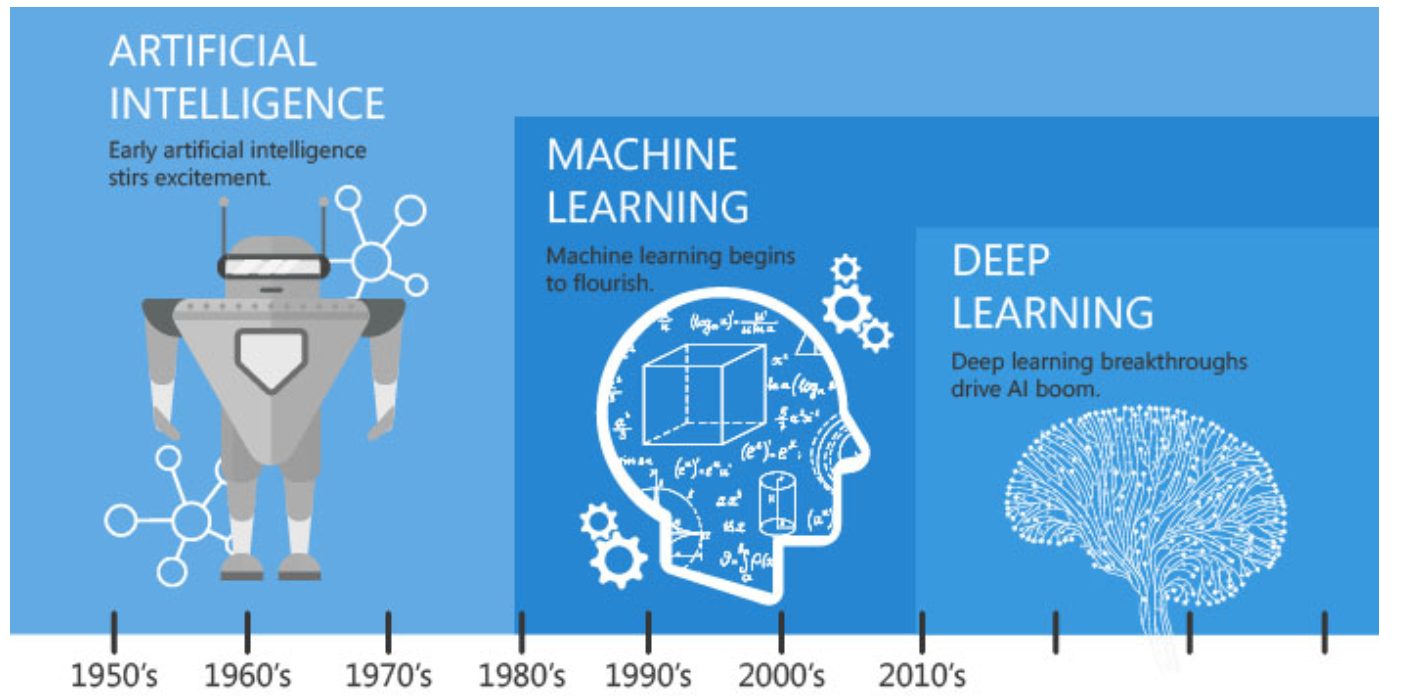 ARTIFICIAL
INTELLIGENCE
Early artificial intelligence
stirs excitement.
MACHINE
LEARNING
Machine learning begins
to flourish.
DEEP
LEARNING
Deep learning breakthroughs
drive AI boom.
1950's 1960's 1970's 1980's 1990's 2000's 2010's